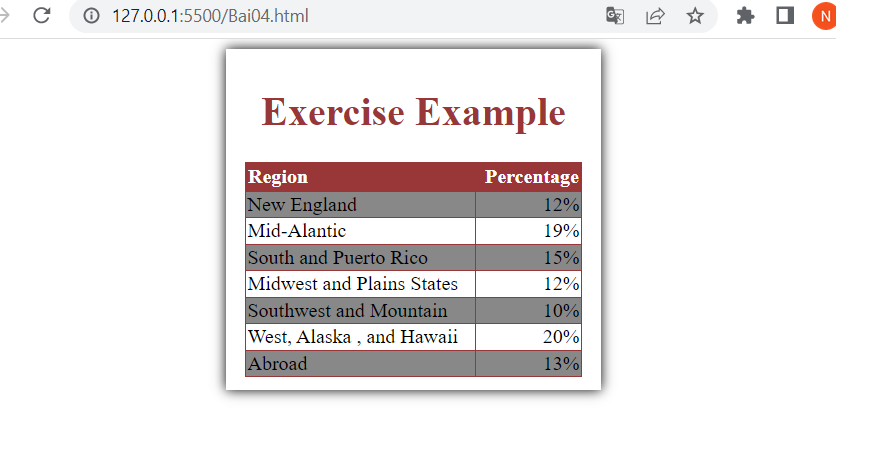 127.0.0.1:5500/Bai04.html
N
Exercise Example
Region Percentage
New England 12%
Mid-Alantic 19%
South and Puerto Rico 15%
Midwest and Plains States 12%
Southwest and Mountain 10%
West, Alaska , and Hawaii 20%
Abroad 13%